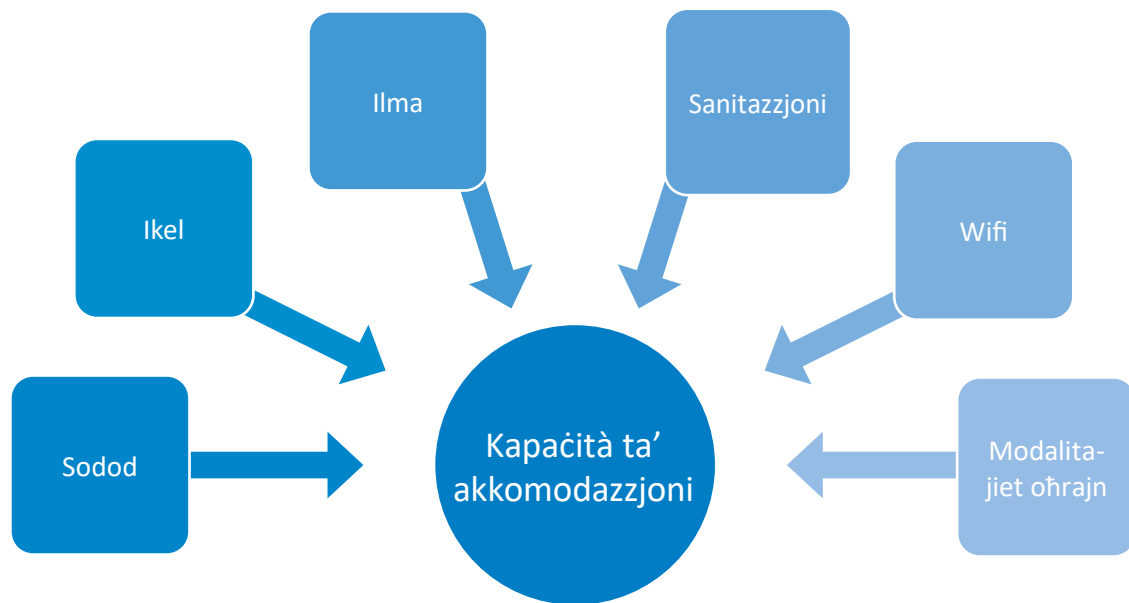 Ilma
Sanitazzjoni
Ikel
Wifi
Sodod
Kapaċità ta’
akkomodazzjoni
Modalita-
jiet oħrajn